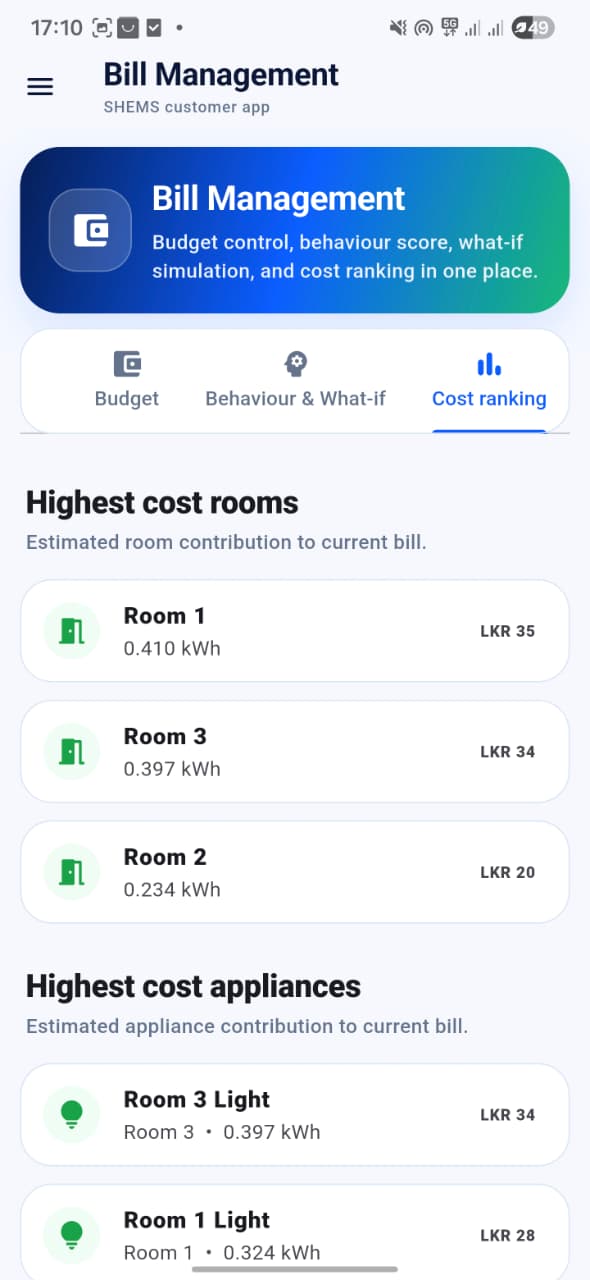 17:10
5G
49
Bill Management
SHEMS customer app
Bill Management
Budget control, behaviour score, what-if
simulation, and cost ranking in one place.
Budget
Behaviour & What-if
Cost ranking
Highest cost rooms
Estimated room contribution to current bill.
Room 1
0.410 kWh
LKR 35
Room 3
0.397 kWh
LKR 34
Room 2
0.234 kWh
LKR 20
Highest cost appliances
Estimated appliance contribution to current bill.
Room 3 Light
Room 3 • 0.397 kWh
LKR 34
Room 1 Light
Room 1 • 0.324 kWh
LKR 28